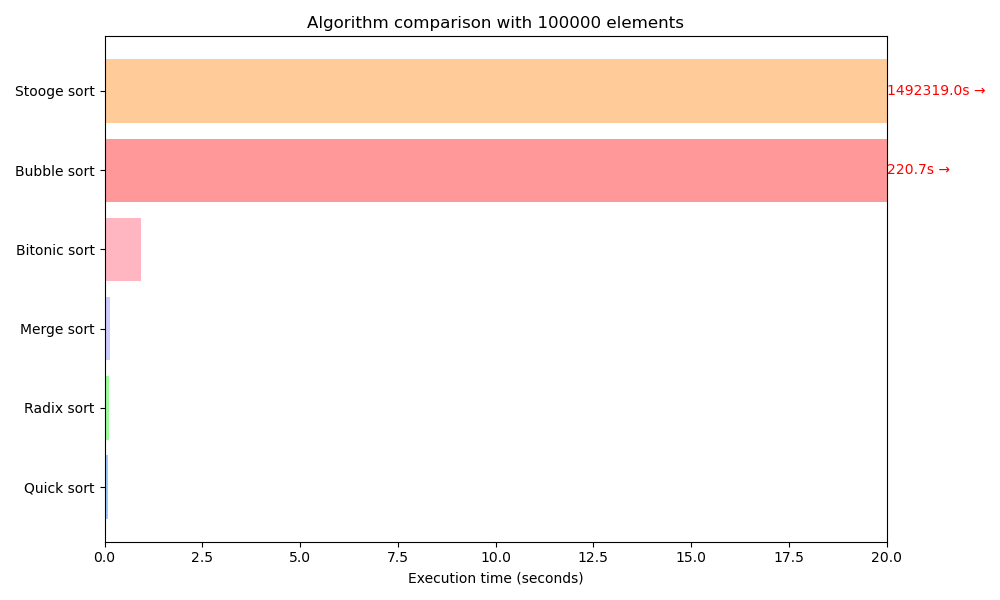 Algorithm comparison with 100000 elements
Stooge sort
1492319.0s →
Bubble sort
220.7s →
Bitonic sort
Merge sort
Radix sort
Quick sort
0.0 2.5 5.0 7.5 10.0 12.5 15.0 17.5 20.0
Execution time (seconds)